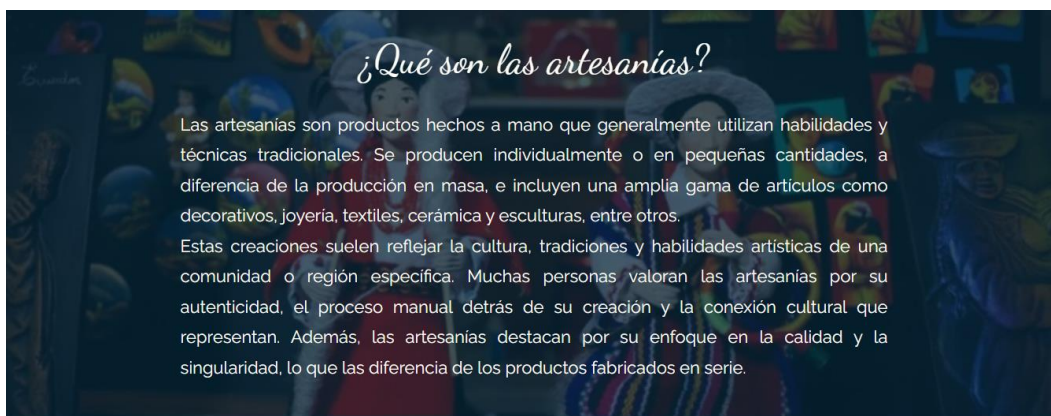 ¿Qué son las artesanías?
Las artesanías son productos hechos a mano que generalmente utilizan habilidades y
técnicas tradicionales. Se producen individualmente o en pequeñas cantidades, a
diferencia de la producción en masa, e incluyen una amplia gama de artículos como
decorativos, joyería, textiles, cerámica y esculturas, entre otros.
Estas creaciones suelen reflejar la cultura, tradiciones y habilidades artísticas de una
comunidad o región específica. Muchas personas valoran las artesanías por su
autenticidad, el proceso manual detrás de su creación y la conexión cultural que
representan. Además, las artesanías destacan por su enfoque en la calidad y la
singularidad, lo que las diferencia de los productos fabricados en serie.